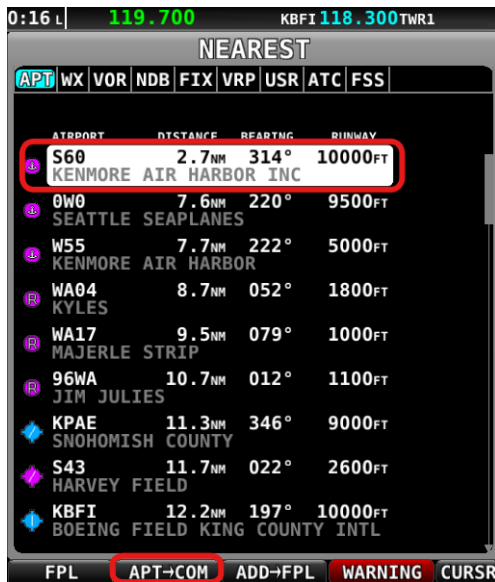 0:16 L 119.700 KBFI 118.300 TWR1
NEAREST
APT WX VOR NDB FIX VRP USR ATC FSS
AIRPORT DISTANCE BEARING RUNWAY
S60 2.7NM 314° 10000FT
KENMORE AIR HARBOR INC
0W0 7.6NM 220° 9500FT
SEATTLE SEAPLANES
W55 7.7NM 222° 5000FT
KENMORE AIR HARBOR
R WA04 8.7NM 052° 1800FT
KYLES
R WA17 9.5NM 079° 1000FT
MAJERLE STRIP
R 96WA 10.7NM 012° 1100FT
JIM JULIES
KPAE 11.3NM 346° 9000FT
SNOHOMISH COUNTY
S43 11.7NM 022° 2600FT
HARVEY FIELD
KBFI 12.2NM 197° 10000FT
BOEING FIELD KING COUNTY INTL
FPL APT→COM ADD→FPL WARNING CURSR